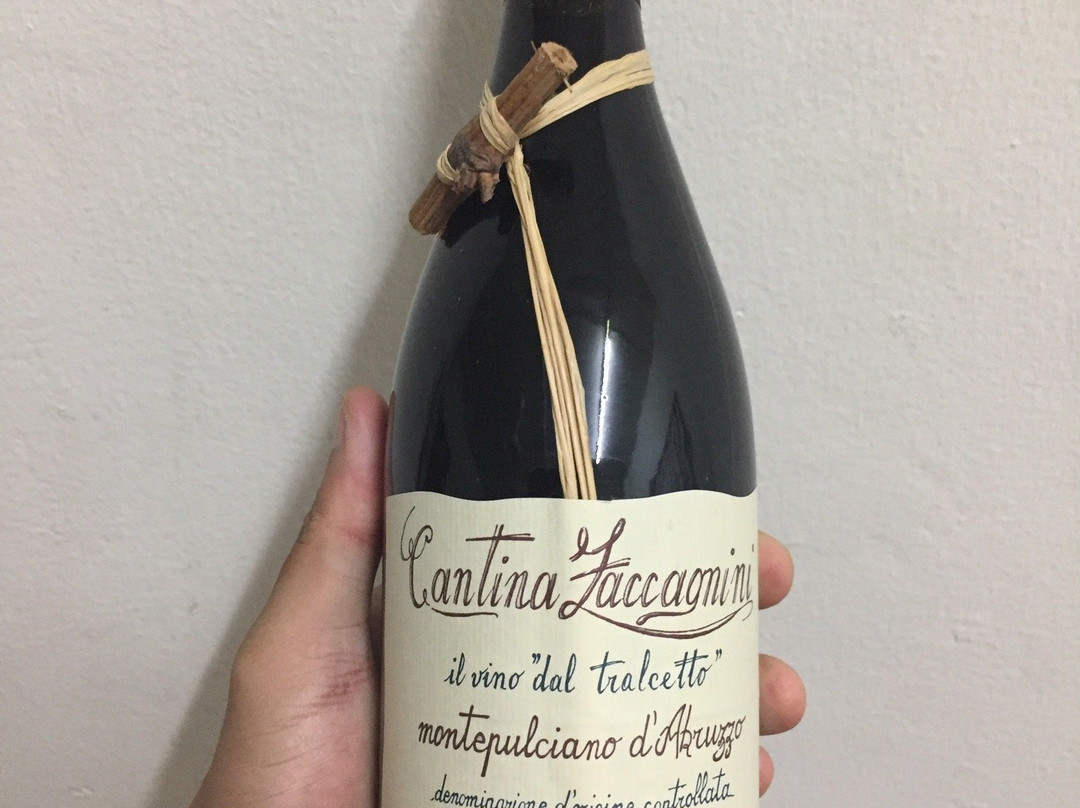 Cantina Zaccagnini
il vino "dal tralcetto"
montepulciano d'Abruzzo
denominazione d'origine controllata